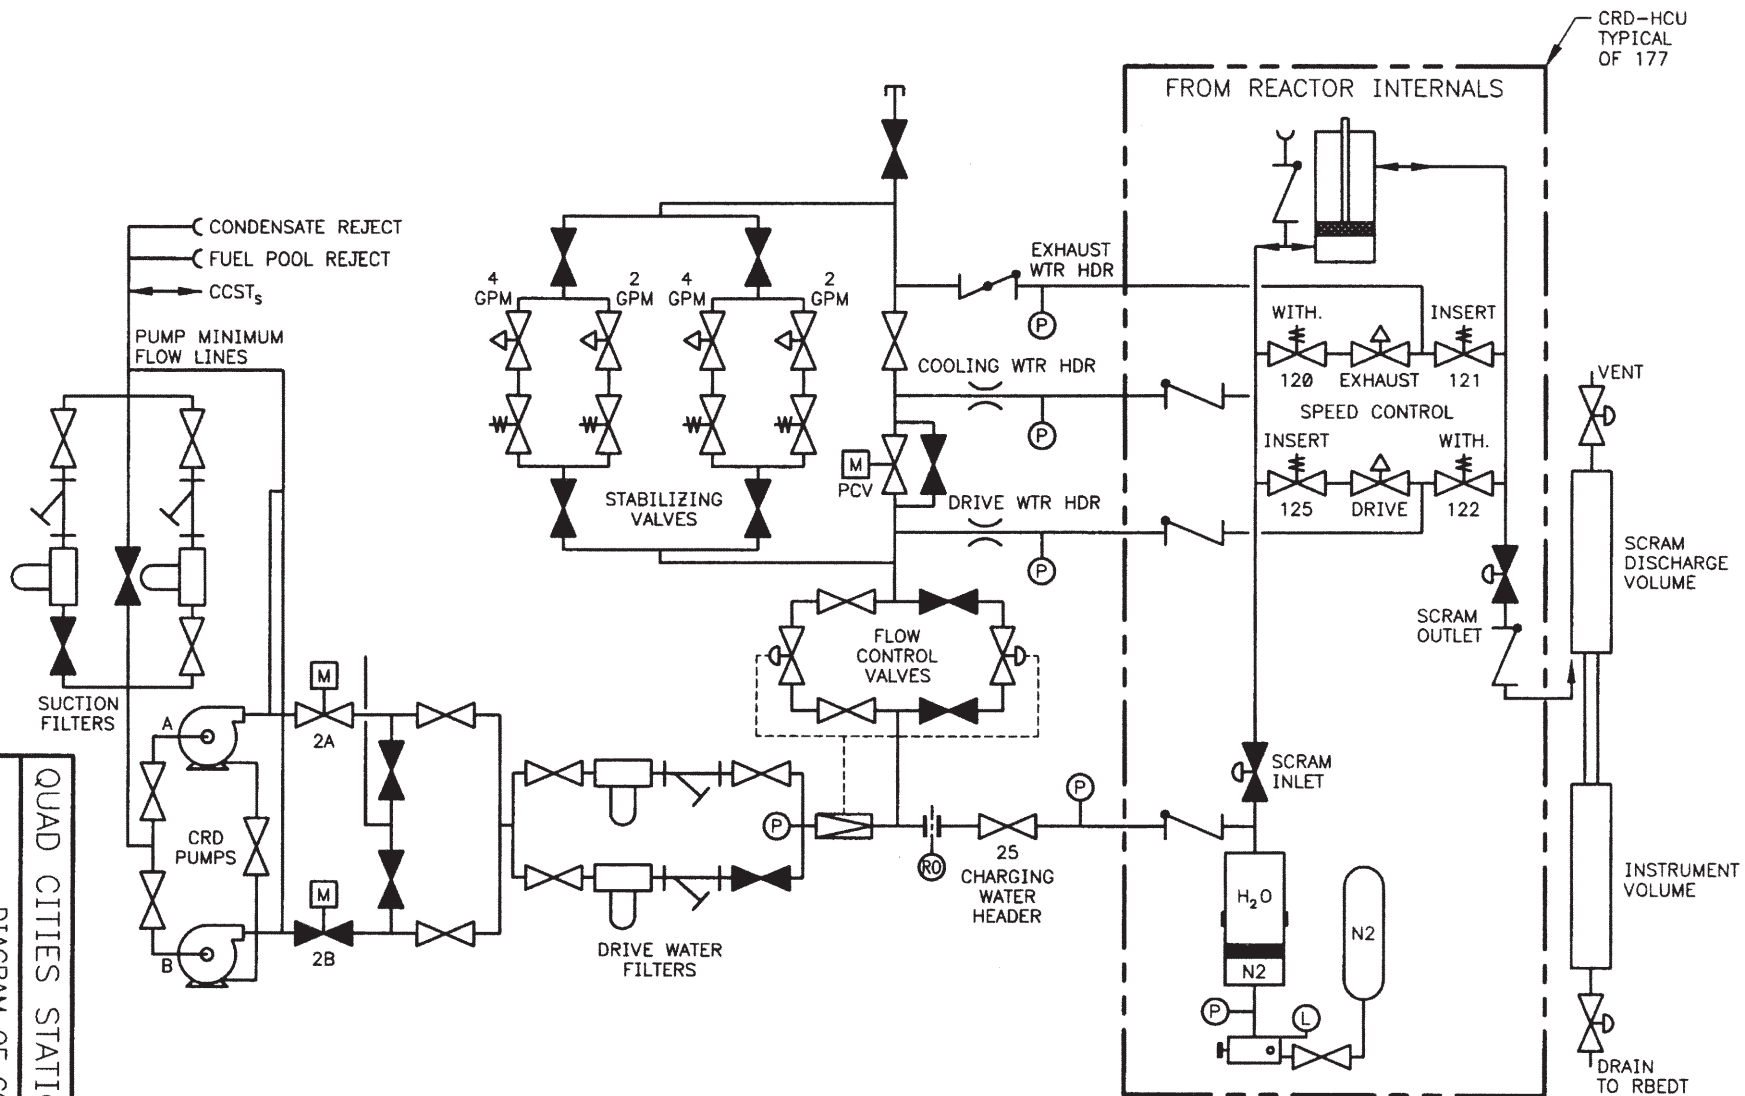 CRD-HCU
TYPICAL
OF 177
FROM REACTOR INTERNALS
CONDENSATE REJECT
FUEL POOL REJECT
CCSTs
PUMP MINIMUM
FLOW LINES
4
GPM
2
GPM
4
GPM
2
GPM
EXHAUST
WTR HDR
P
COOLING WTR HDR
P
M
PCV
STABILIZING
VALVES
DRIVE WTR HDR
P
WITH.
INSERT
120
EXHAUST
121
SPEED CONTROL
INSERT
WITH.
125
DRIVE
122
VENT
SCRAM
DISCHARGE
VOLUME
SCRAM
OUTLET
FLOW
CONTROL
VALVES
SUCTION
FILTERS
A
M
2A
CRD
PUMPS
B
M
2B
DRIVE WATER
FILTERS
P
RO
25
CHARGING
WATER
HEADER
P
SCRAM
INLET
H2O
N2
N2
P
L
INSTRUMENT
VOLUME
DRAIN
TO RBEDT
QUAD CITIES STATI